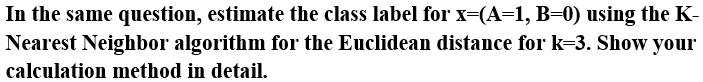 In the same question, estimate the class label for x=(A=1, B=0) using the K-
Nearest Neighbor algorithm for the Euclidean distance for k=3. Show your
calculation method in detail.